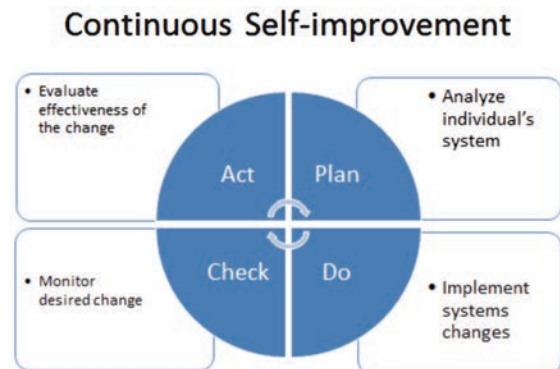 Continuous Self-improvement
• Evaluate
effectiveness of
the change
• Analyze
individual's
system
Act
Plan
Check
Do
• Monitor
desired change
• Implement
systems
changes